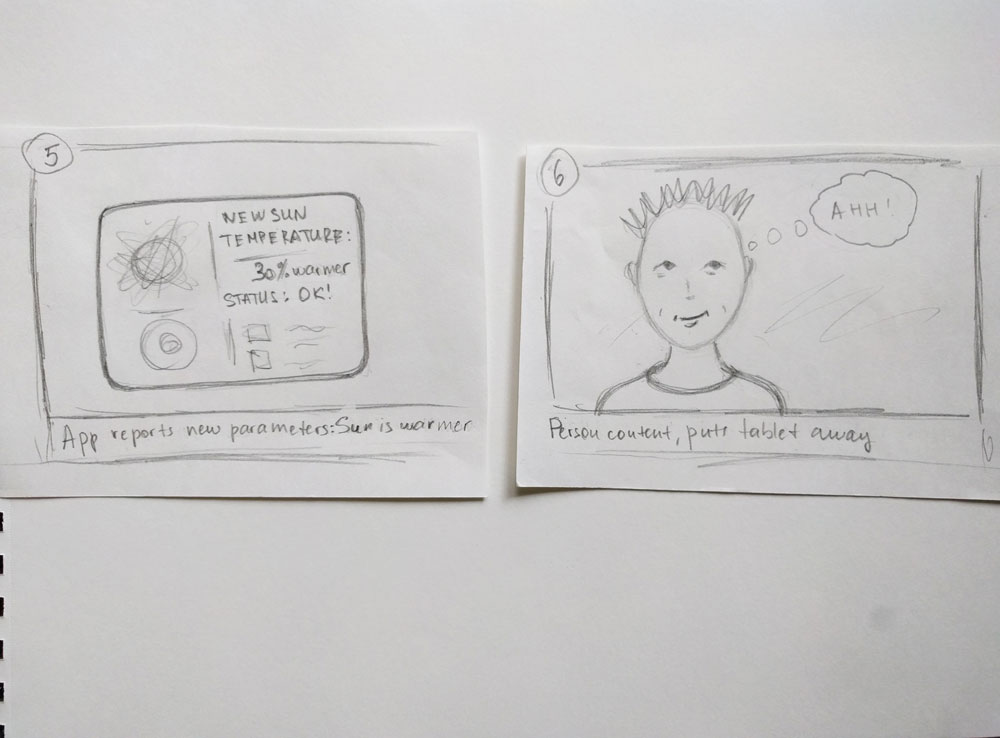 5
NEW SUN
TEMPERATURE:
30% warmer
STATUS: OK!
App reports new parameters: Sun is warmer
6
AHH!
Person content, puts tablet away